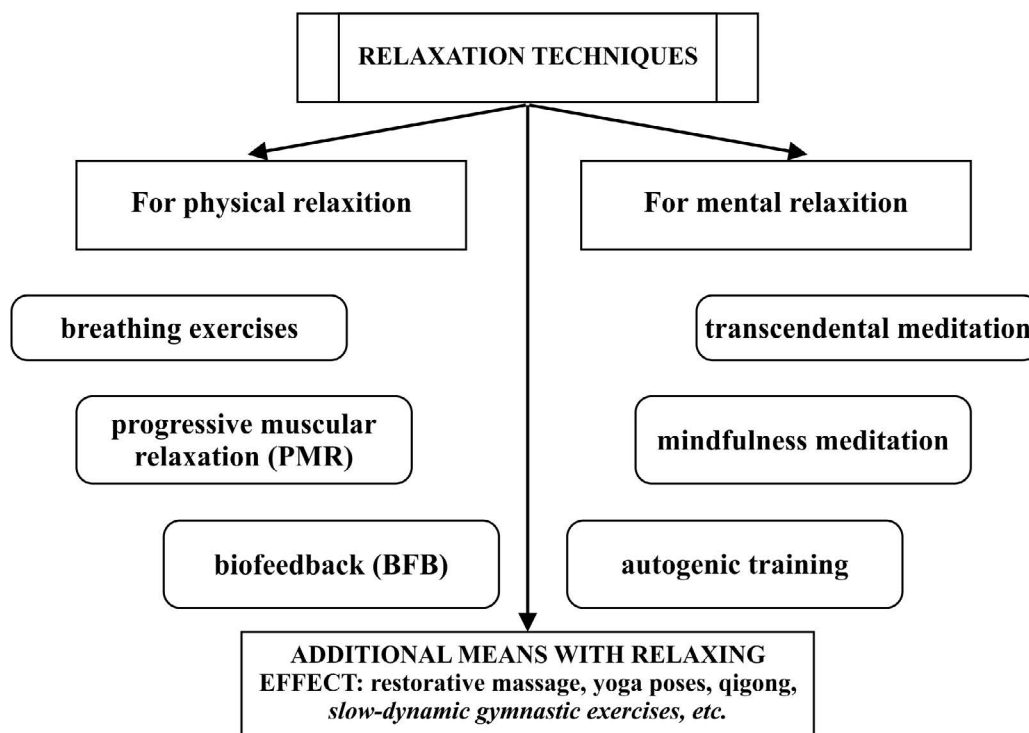 RELAXATION TECHNIQUES
For physical relaxition
For mental relaxition
breathing exercises
transcendental meditation
progressive muscular
relaxation (PMR)
mindfulness meditation
biofeedback (BFB)
autogenic training
ADDITIONAL MEANS WITH RELAXING
EFFECT: restorative massage, yoga poses, qigong,
slow-dynamic gymnastic exercises, etc.